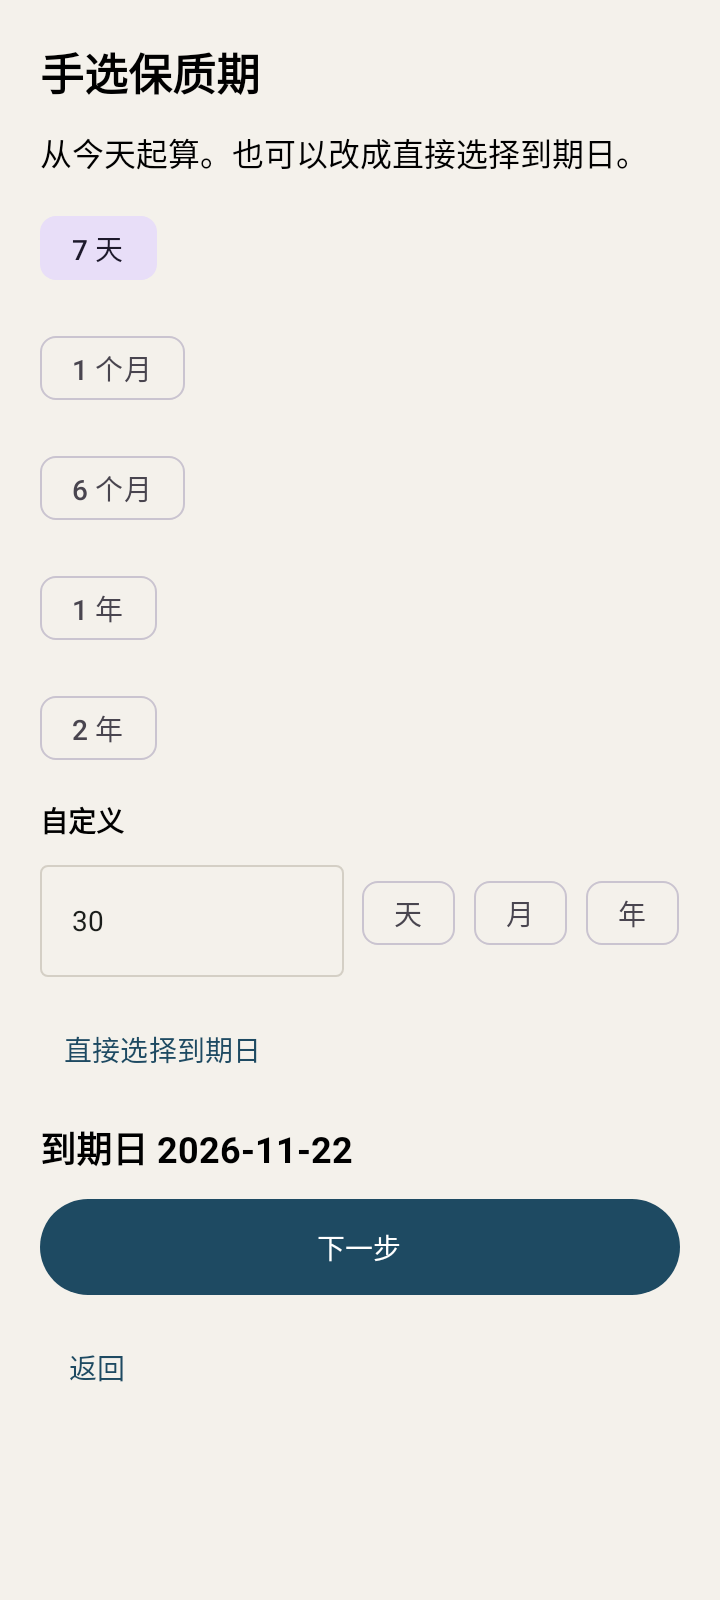 手选保质期
从今天起算。也可以改成直接选择到期日。
7 天
1 个月
6 个月
1 年
2 年
自定义
30 天 月 年
直接选择到期日
到期日 2026-11-22
下一步
返回